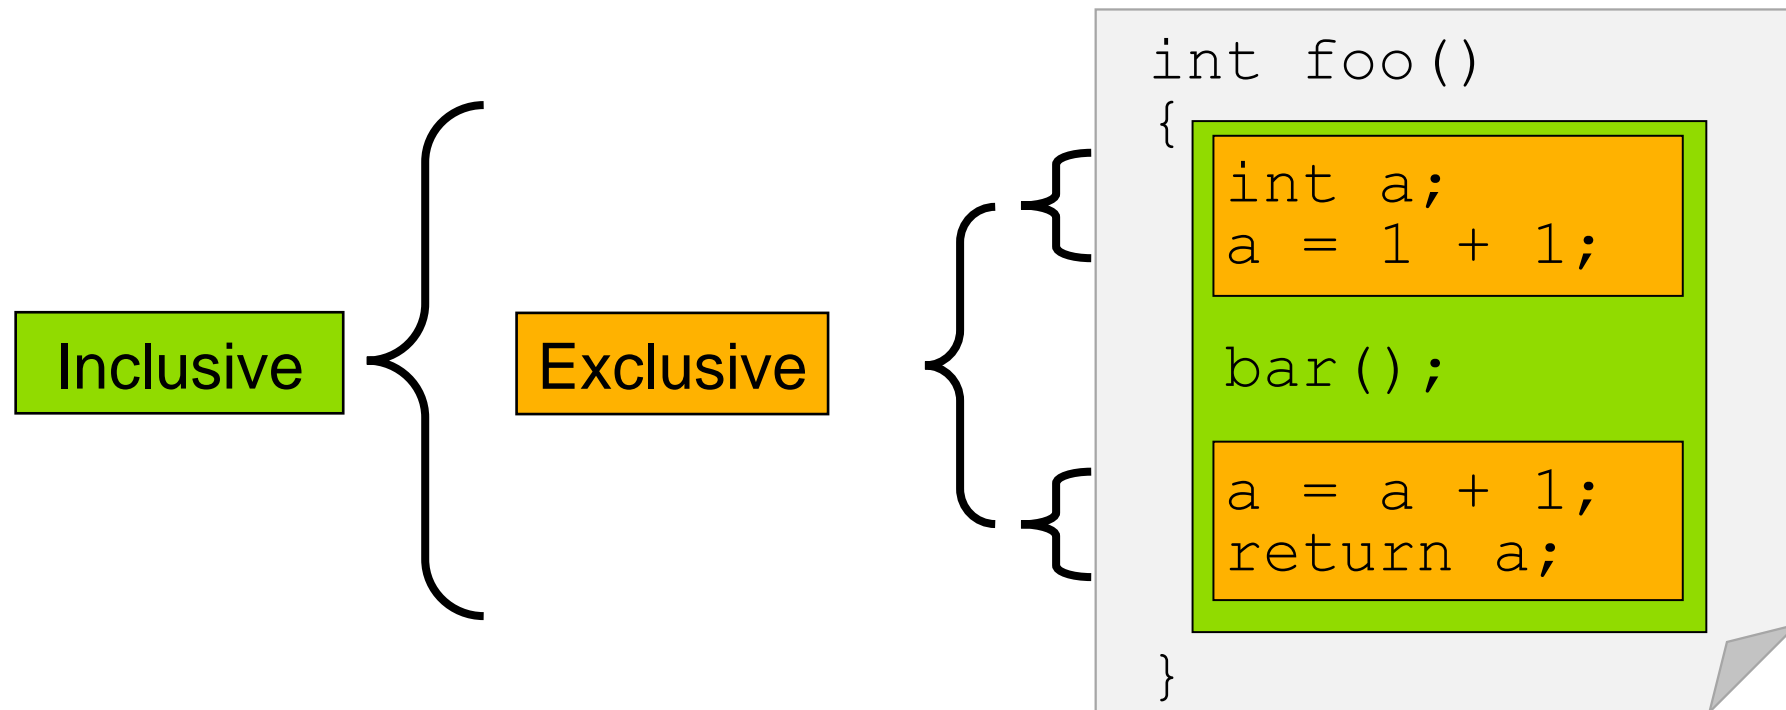 Inclusive
Exclusive
int foo()
{
int a;
a = 1 + 1;
bar();
a = a + 1;
return a;
}